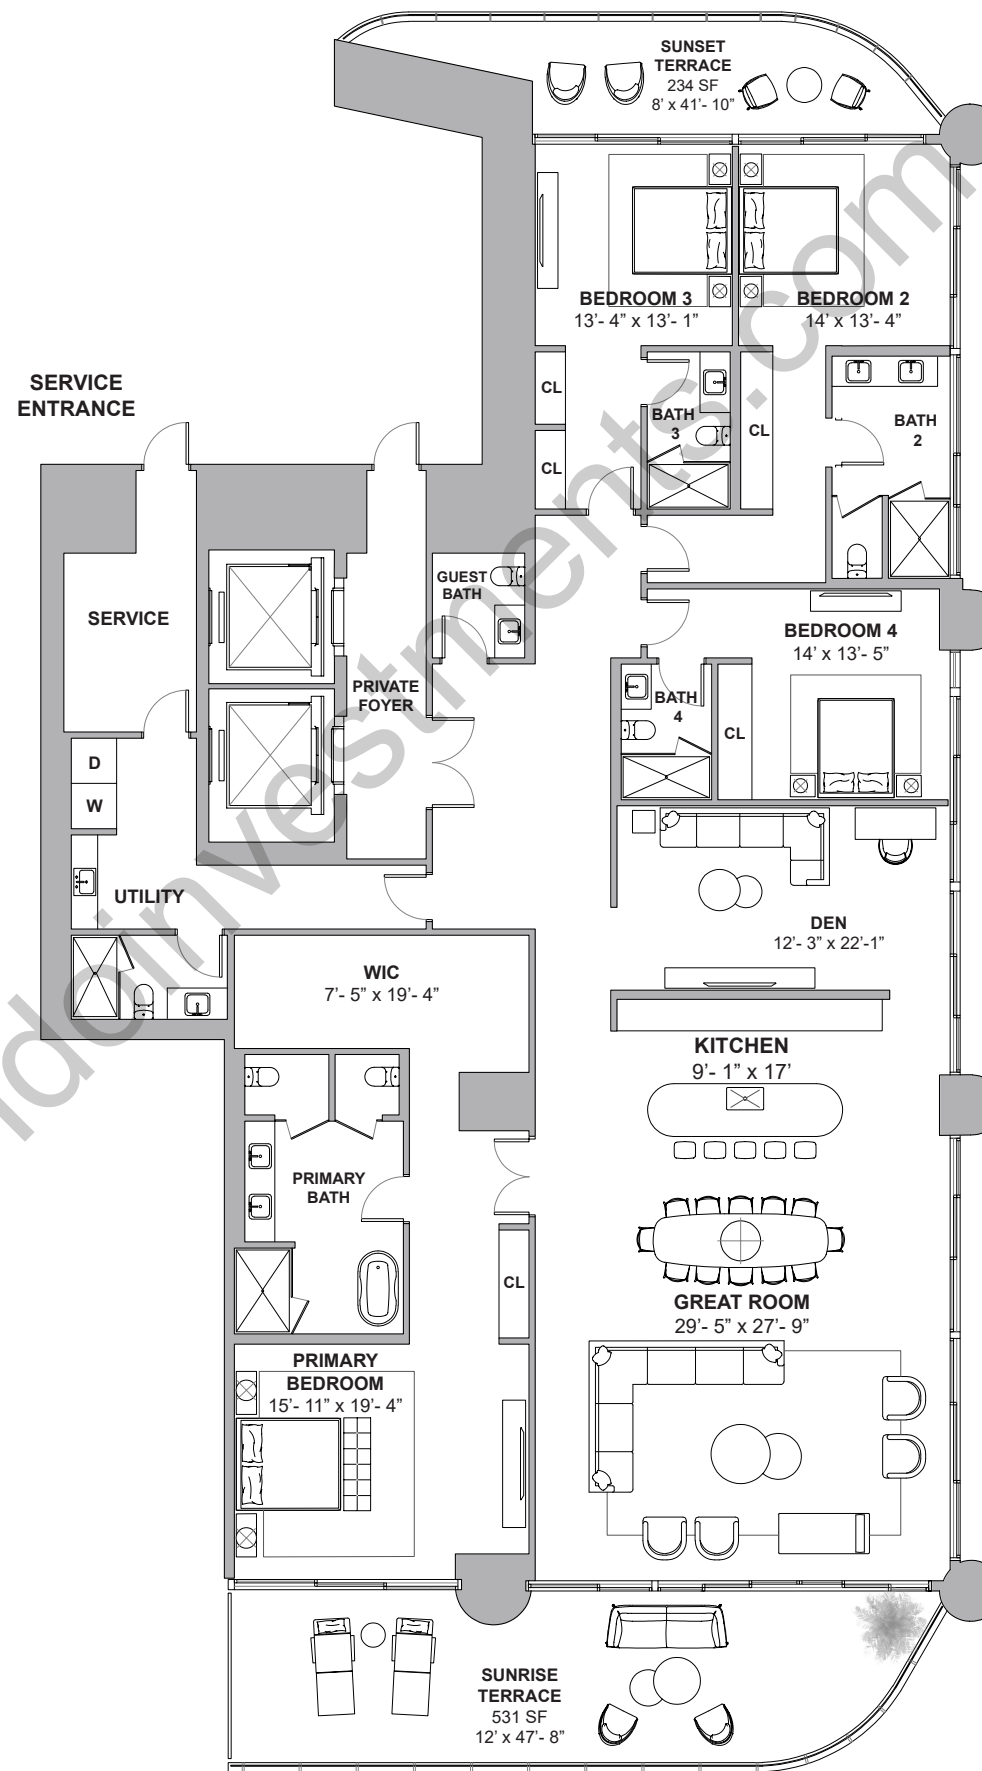 SUNSET
TERRACE
234 SF
8’ x 41’- 10”
BEDROOM 3
13’- 4” x 13’- 1”
BEDROOM 2
14’ x 13’- 4”
SERVICE
ENTRANCE
CL
BATH
3
CL
BATH
2
CL
GUEST
BATH
SERVICE
BEDROOM 4
14’ x 13’- 5”
PRIVATE
FOYER
BATH
4
CL
D
W
UTILITY
DEN
12’- 3” x 22’-1”
WIC
7’- 5” x 19’- 4”
KITCHEN
9’- 1” x 17’
PRIMARY
BATH
CL
GREAT ROOM
29’- 5” x 27’- 9”
PRIMARY
BEDROOM
15’- 11” x 19’- 4”
SUNRISE
TERRACE
531 SF
12’ x 47’- 8”
doinvestments.com